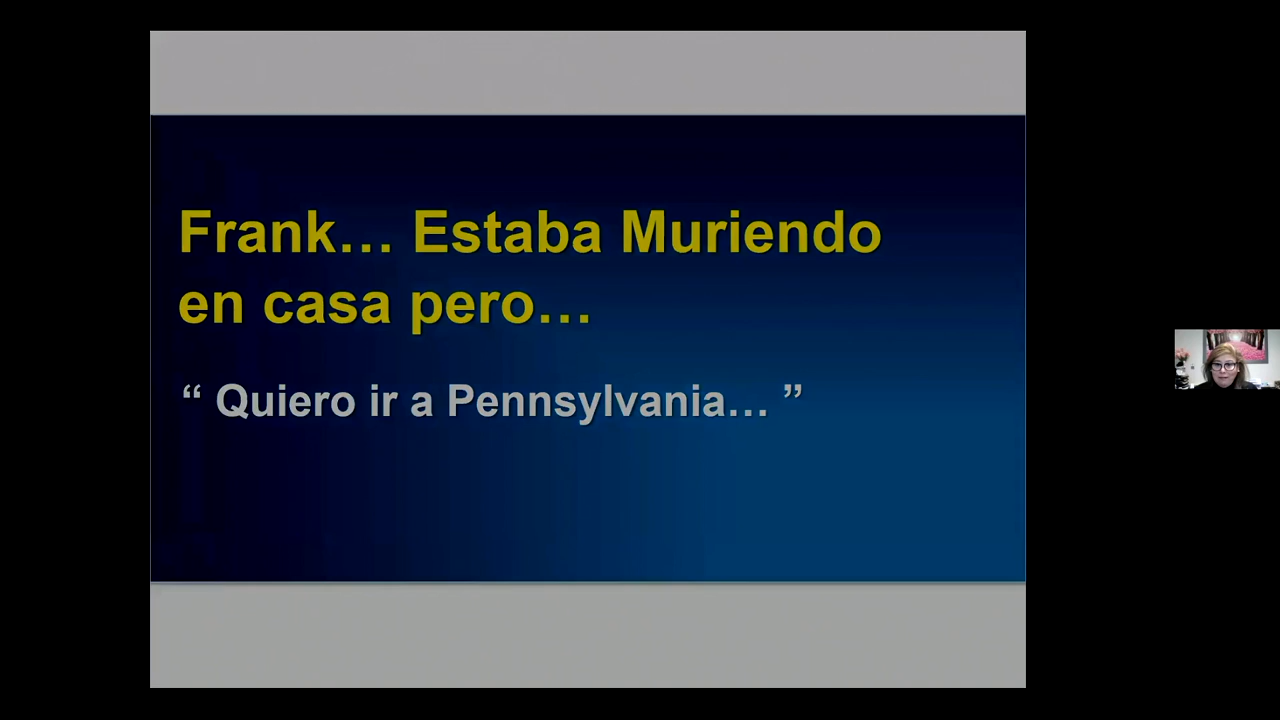 Frank… Estaba Muriendo
en casa pero…
“ Quiero ir a Pennsylvania… ”